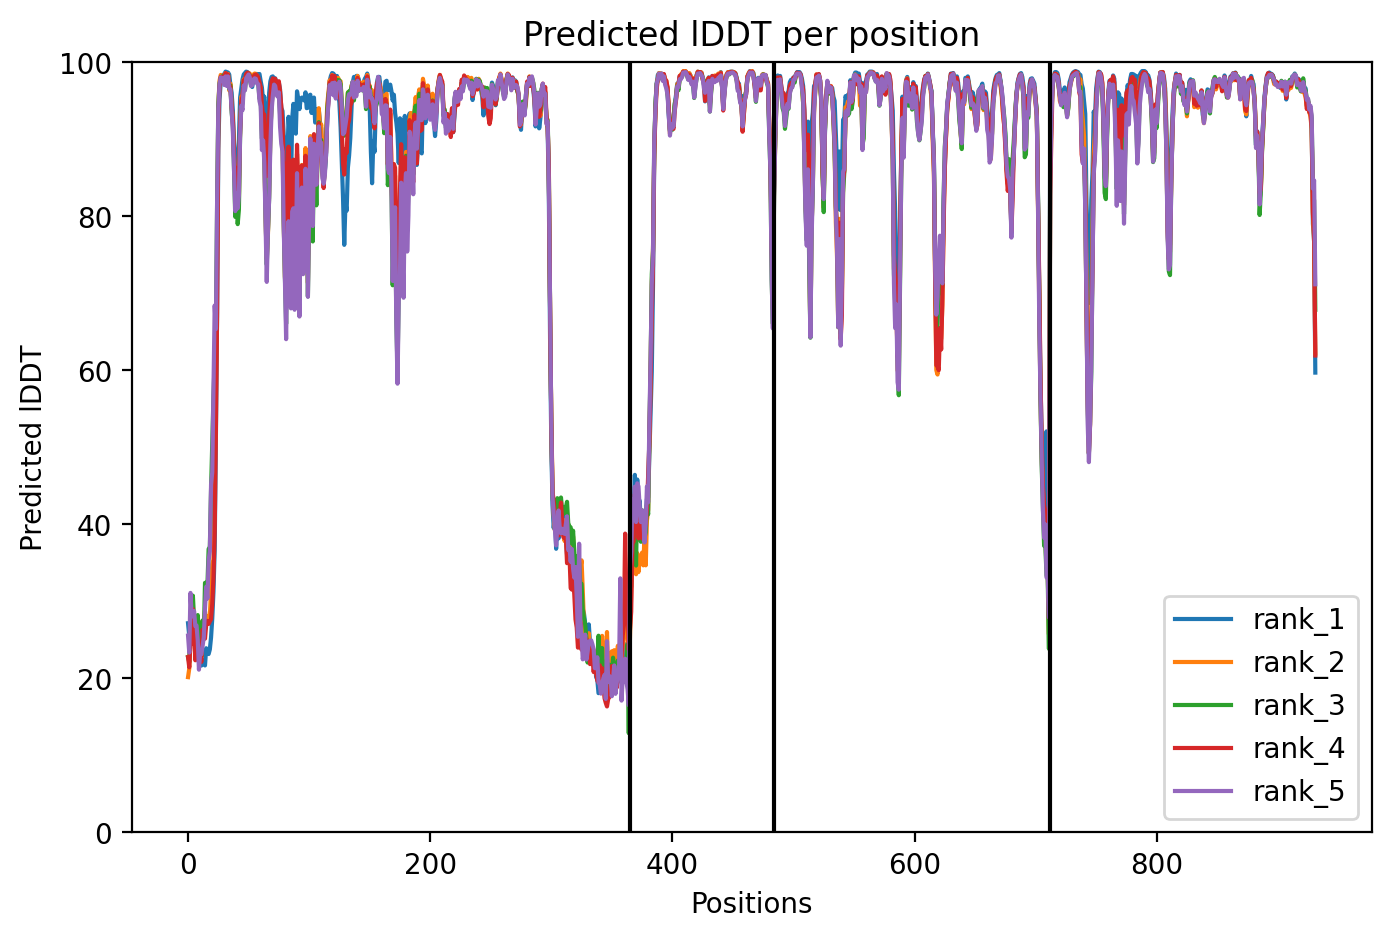 Predicted lDDT per position
100
80
60
40
20
0
Predicted lDDT
0 200 400 600 800
Positions
rank_1
rank_2
rank_3
rank_4
rank_5